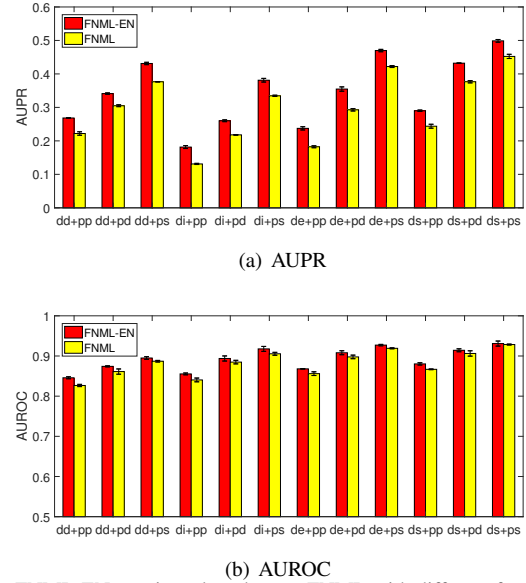 0.6
FNML-EN
FNML
0.5
0.4
0.3
0.2
0.1
0
AUPR
dd+pp dd+pd dd+ps di+pp di+pd di+ps de+pp de+pd de+ps ds+pp ds+pd ds+ps
(a) AUPR
1
FNML-EN
FNML
0.9
0.8
0.7
0.6
0.5
AUROC
dd+pp dd+pd dd+ps di+pp di+pd di+ps de+pp de+pd de+ps ds+pp ds+pd ds+ps
(b) AUROC